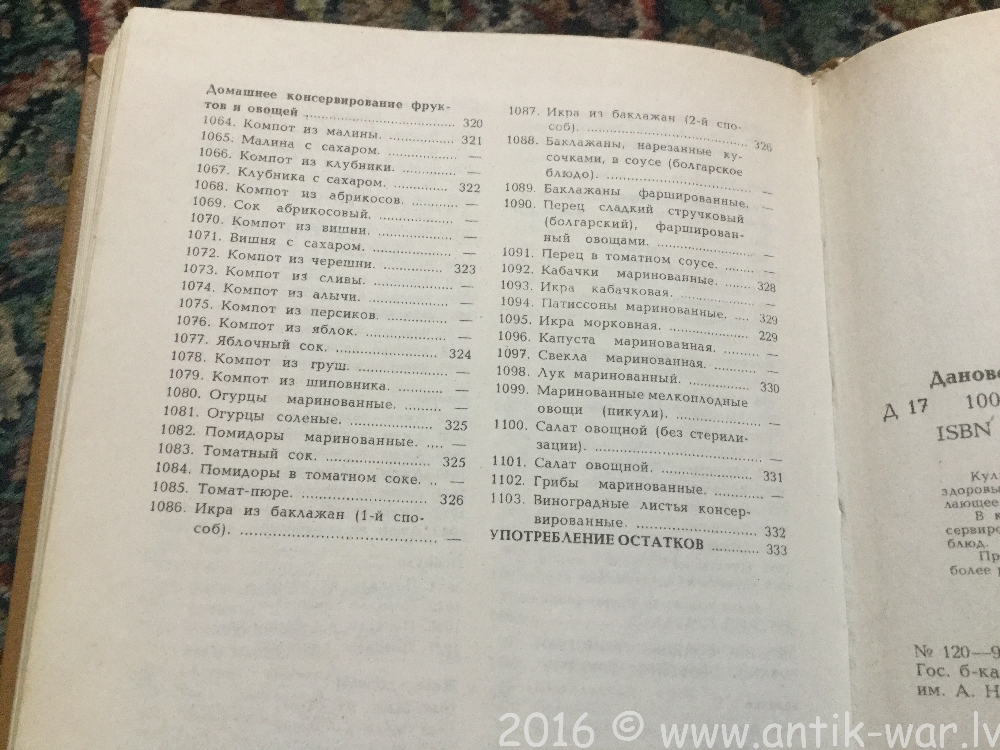 Домашнее консервирование фрук-
тов и овощей ........ 320
1064. Компот из малины. ........ 321
1065. Малина с сахаром. ........ —
1066. Компот из клубники. ........ —
1067. Клубника с сахаром. ........ 322
1068. Компот из абрикосов. ........ —
1069. Сок абрикосовый. ........ —
1070. Компот из вишни. ........ —
1071. Вишня с сахаром. ........ —
1072. Компот из черешни. ........ 323
1073. Компот из сливы. ........ —
1074. Компот из алычи. ........ —
1075. Компот из персиков. ........ —
1076. Компот из яблок. ........ —
1077. Яблочный сок. ........ 324
1078. Компот из груш. ........ —
1079. Компот из шиповника. ........ —
1080. Огурцы маринованные. ........ —
1081. Огурцы соленые. ........ 325
1082. Помидоры маринованные. .... —
1083. Томатный сок. ........ 325
1084. Помидоры в томатном соке. .. —
1085. Томат-пюре. ........ 326
1086. Икра из баклажан (1-й спо-
соб). ........ —
1087. Икра из баклажан (2-й спо-
соб). ........ 326
1088. Баклажаны, нарезанные ку-
сочками, в соусе (болгарское
блюдо). ........ —
1089. Баклажаны фаршированные. —
1090. Перец сладкий стручковый
(болгарский), фарширован-
ный овощами. ........ —
1091. Перец в томатном соусе. ........ —
1092. Кабачки маринованные. ........ 328
1093. Икра кабачковая. ........ —
1094. Патиссоны маринованные. .... 329
1095. Икра морковная. ........ 229
1096. Капуста маринованная. ........ —
1097. Свекла маринованная. ........ —
1098. Лук маринованный. ........ 330
1099. Маринованные мелкоплодные
овощи (пикули). ........ —
1100. Салат овощной (без стерили-
зации). ........ —
1101. Салат овощной. ........ 331
1102. Грибы маринованные. ........ —
1103. Виноградные листья консер-
вированные. ........ 332
УПОТРЕБЛЕНИЕ ОСТАТКОВ ........ 333
Данов
Д 17 100
ISBN
Кул
здоровы
лающее
В к
сервиро
блюд.
Пр
более р
№ 120—9
Гос. б-ка
им. А. Н
2016 © www.antik-war.lv